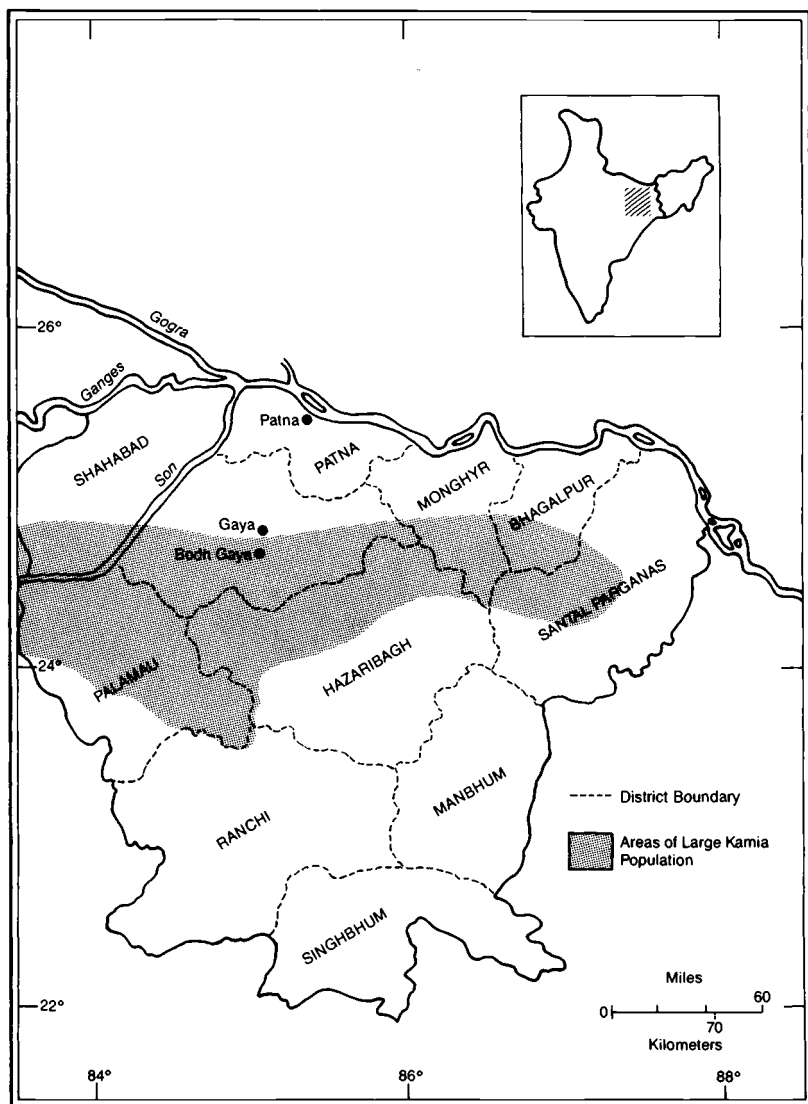 26°
Gogra
Ganges
Patna
SHAHABAD
Son
PATNA
MONGHYR
BHAGALPUR
Gaya
Bodh Gaya
SANTAL PARGANAS
24°
PALAMAU
HAZARIBAGH
MANBHUM
District Boundary
RANCHI
Areas of Large Kamia
Population
SINGHBHUM
Miles
22°
0 60
70
Kilometers
84° 86° 88°